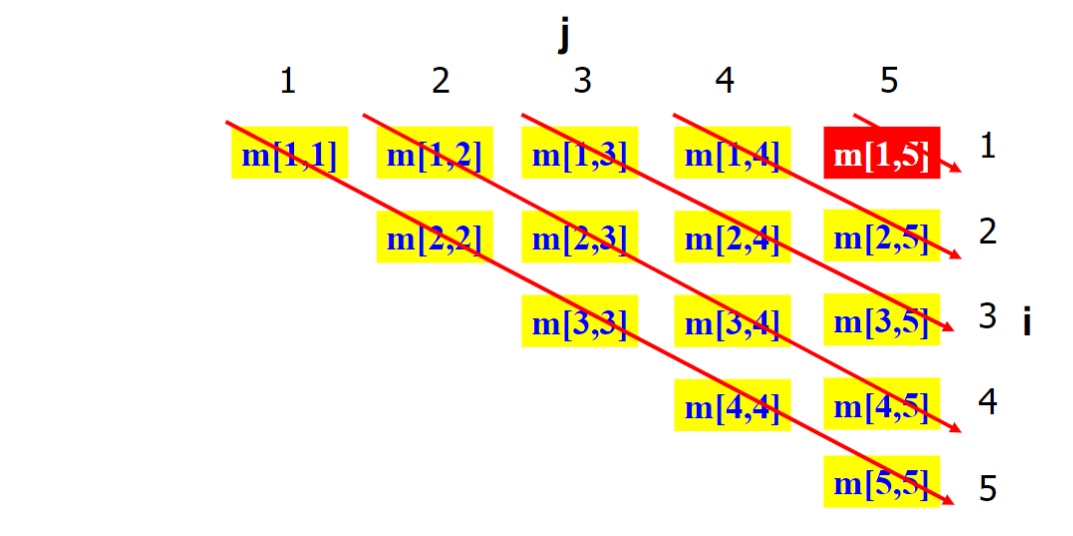 j
1 2 3 4 5
m[1,1] m[1,2] m[1,3] m[1,4] m[1,5] 1
m[2,2] m[2,3] m[2,4] m[2,5] 2
m[3,3] m[3,4] m[3,5] 3 i
m[4,4] m[4,5] 4
m[5,5] 5